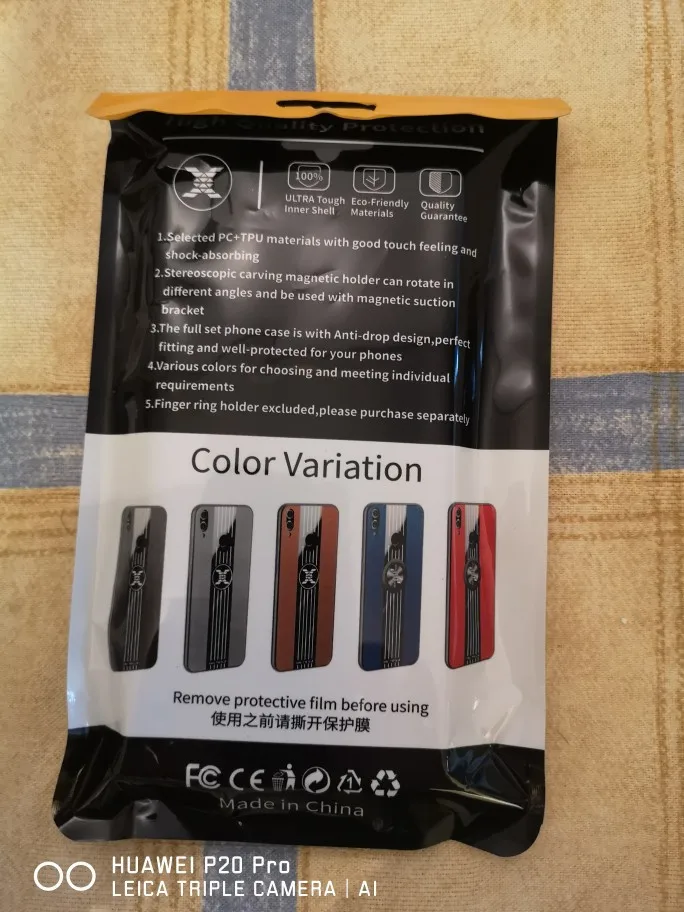 High Quality Protection
100%
ULTRA Tough
Inner Shell
Eco-Friendly
Materials
Quality
Guarantee
1.Selected PC+TPU materials with good touch feeling and
shock-absorbing
2.Stereoscopic carving magnetic holder can rotate in
different angles and be used with magnetic suction
bracket
3.The full set phone case is with Anti-drop design,perfect
fitting and well-protected for your phones
4.Various colors for choosing and meeting individual
requirements
5.Finger ring holder excluded,please purchase separately
Color Variation
Remove protective film before using
使用之前请撕开保护膜
FC CE
Made in China
HUAWEI P20 Pro
LEICA TRIPLE CAMERA | AI